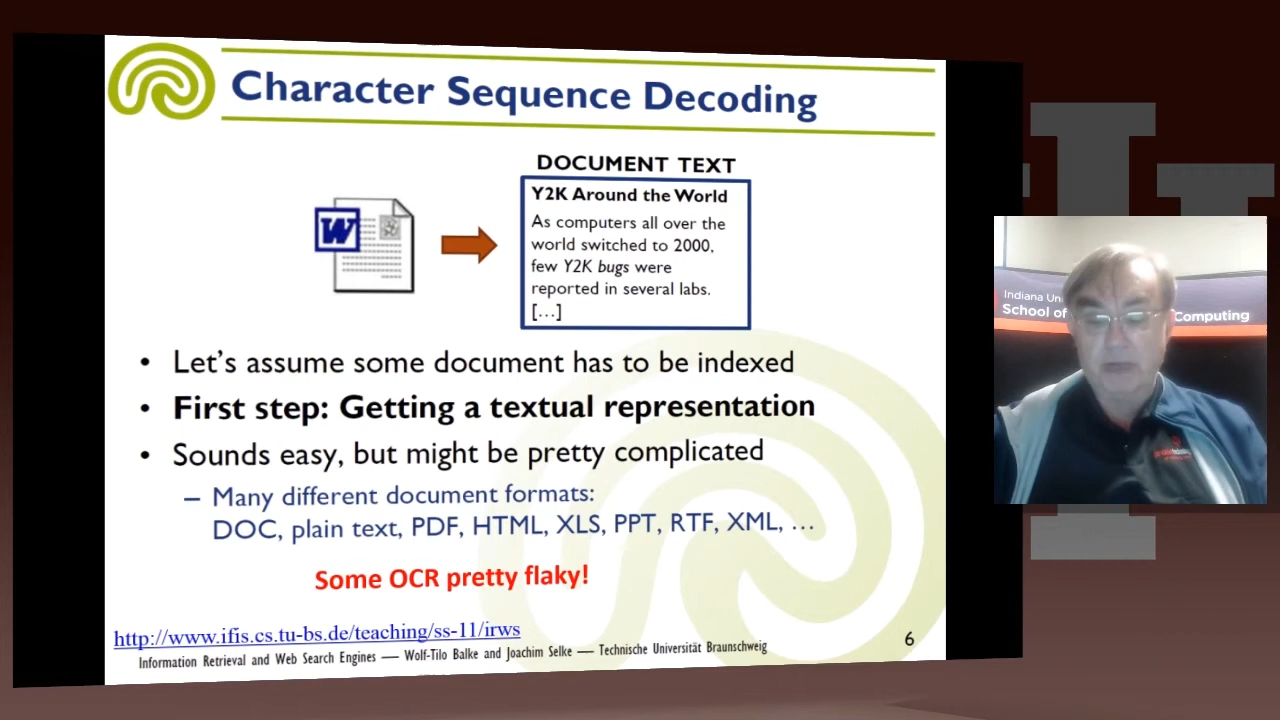 Character Sequence Decoding
DOCUMENT TEXT
W
Y2K Around the World
As computers all over the
world switched to 2000,
few Y2K bugs were
reported in several labs.
[…]
• Let's assume some document has to be indexed
• First step: Getting a textual representation
• Sounds easy, but might be pretty complicated
– Many different document formats:
DOC, plain text, PDF, HTML, XLS, PPT, RTF, XML, …
Some OCR pretty flaky!
http://www.ifis.cs.tu-bs.de/teaching/ss-11/irws
6
Information Retrieval and Web Search Engines — Wolf-Tilo Balke and Joachim Selke — Technische Universität Braunschweig
Indiana
School of Computing